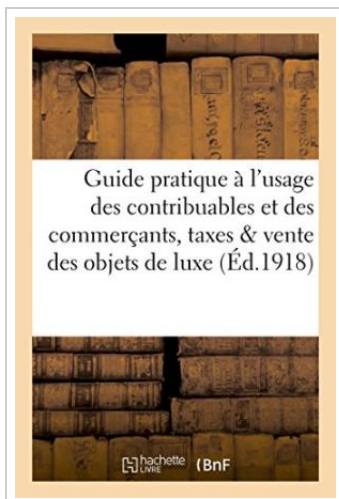 Guide pratique à l'usage
des contribuables et des
commerçants, taxes & vente
des objets de luxe (Éd.1918)
hachette
LIVRE
(BnF